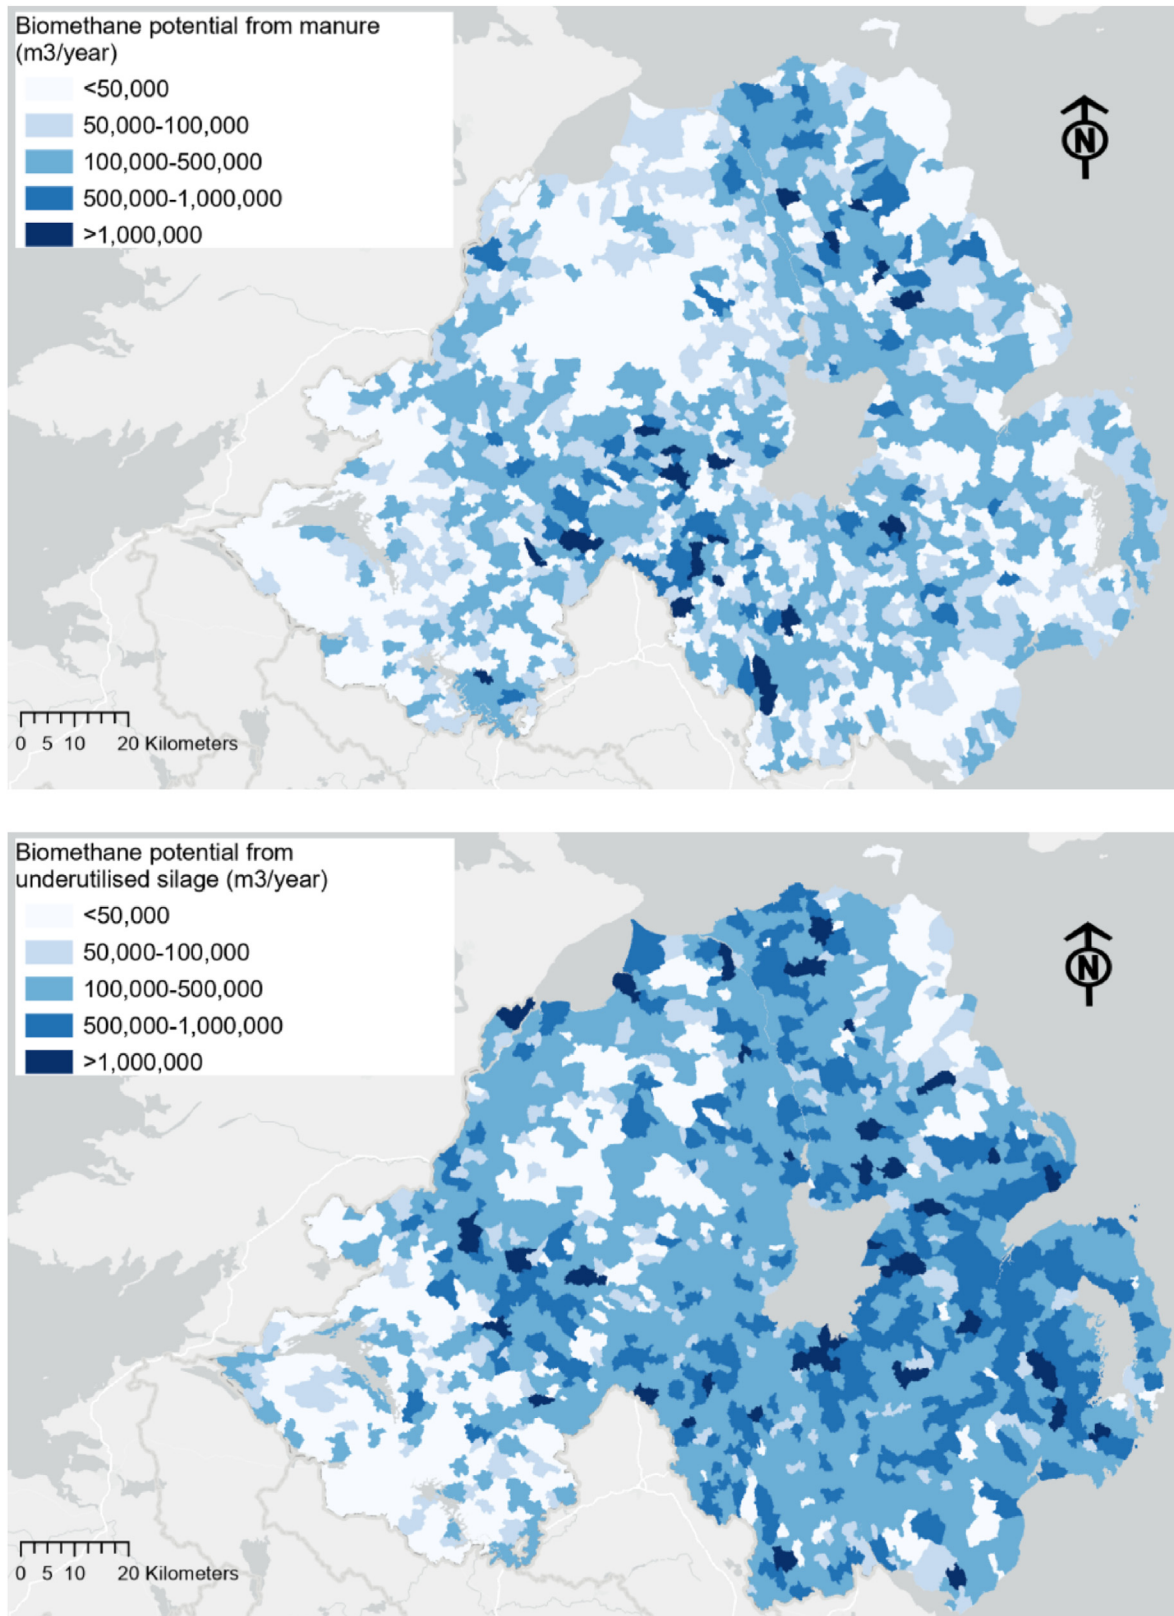 Biomethane potential from manure
(m3/year)
<50,000
50,000-100,000
100,000-500,000
500,000-1,000,000
>1,000,000
N
0 5 10 20 Kilometers
Biomethane potential from
underutilised silage (m3/year)
<50,000
50,000-100,000
100,000-500,000
500,000-1,000,000
>1,000,000
N
0 5 10 20 Kilometers